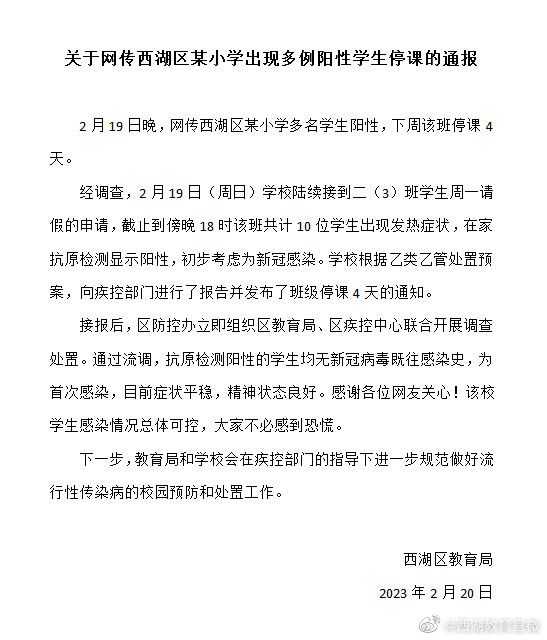 关于网传西湖区某小学出现多例阳性学生停课的通报
2月19日晚，网传西湖区某小学多名学生阳性，下周该班停课4
天。
经调查，2月19日（周日）学校陆续接到二（3）班学生周一请
假的申请，截止到傍晚18时该班共计10位学生出现发热症状，在家
抗原检测显示阳性，初步考虑为新冠感染。学校根据乙类乙管处置预
案，向疾控部门进行了报告并发布了班级停课4天的通知。
接报后，区防控办立即组织区教育局、区疾控中心联合开展调查
处置。通过流调，抗原检测阳性的学生均无新冠病毒既往感染史，为
首次感染，目前症状平稳，精神状态良好。感谢各位网友关心！该校
学生感染情况总体可控，大家不必感到恐慌。
下一步，教育局和学校会在疾控部门的指导下进一步规范做好流
行性传染病的校园预防和处置工作。
西湖区教育局
2023年2月20日
@西湖教育官微